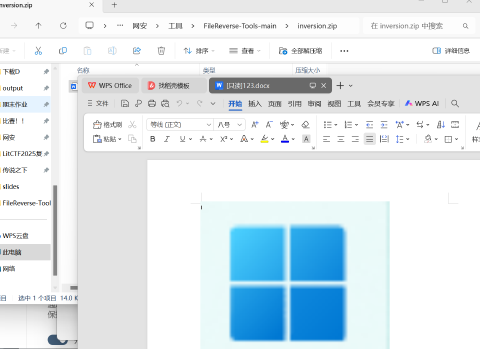 inversion.zip
网安 > 工具 > FileReverse-Tools-main > inversion.zip
在 inversion.zip 中搜索
排序 查看 全部解压缩 详细信息
名称 类型 压缩大小
下载D
output
期末作业
比赛！！
网安
LitCTF2025复
传说之下
slides
FileReverse-Tool
WPS云盘
此电脑
网络
选中 1 个项目 14.0 K
WPS Office 找稻壳模板 [只读]123.docx
文件 开始 插入 页面 引用 审阅 视图 工具 会员专享 WPS AI
格式刷 等线 (正文) 八号
粘贴 B I U A X² A A A